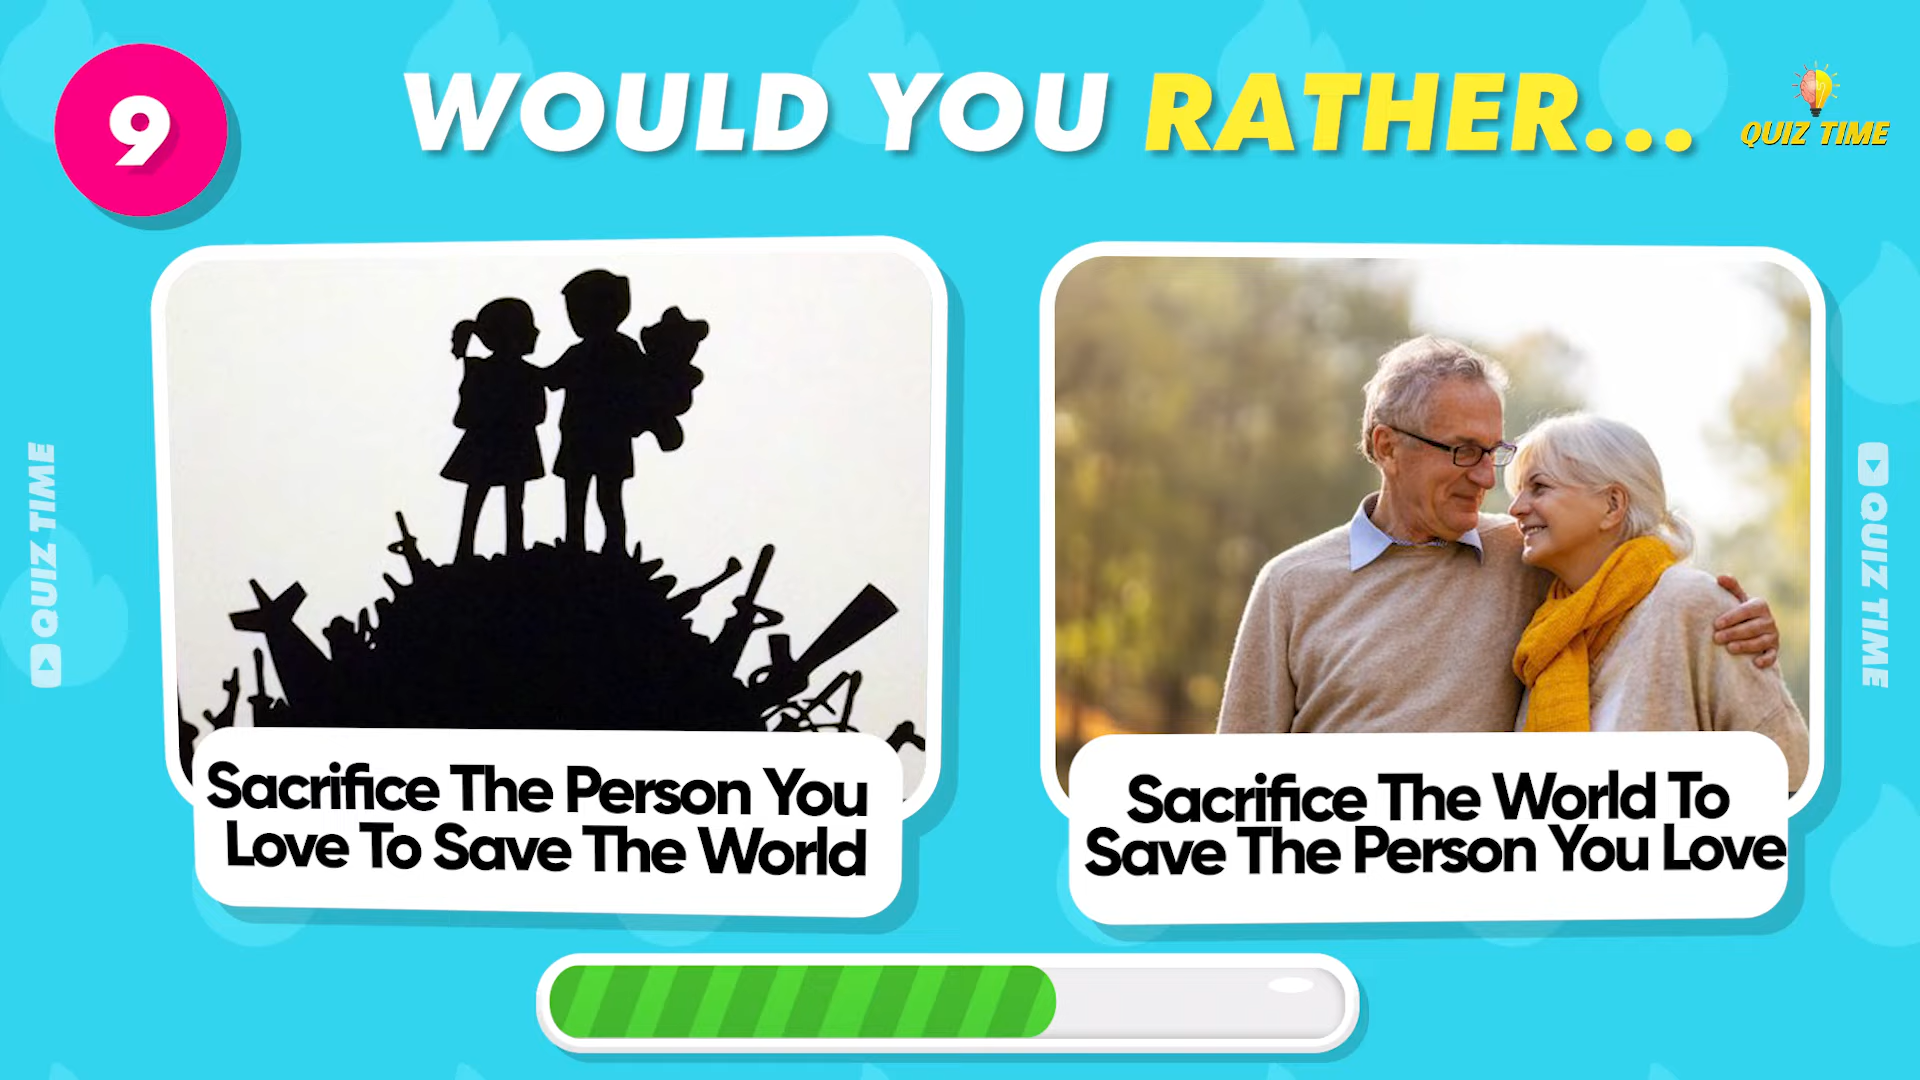 9
WOULD YOU RATHER...
QUIZ TIME
QUIZ TIME
Sacrifice The Person You
Love To Save The World
Sacrifice The World To
Save The Person You Love
QUIZ TIME